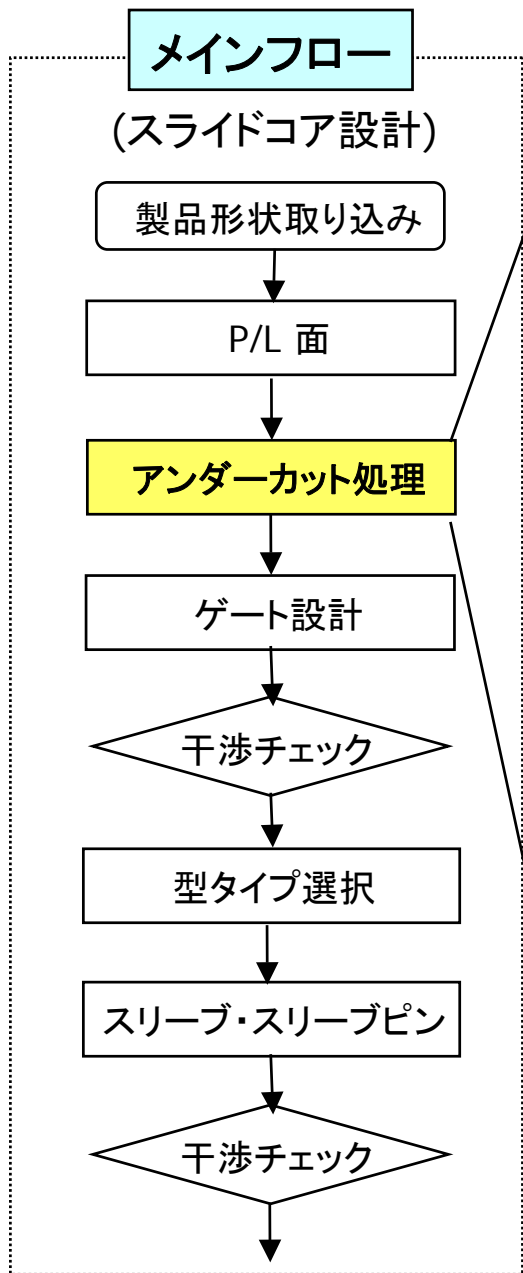 メインフロー
(スライドコア設計)
製品形状取り込み
P/L 面
アンダーカット処理
ゲート設計
干渉チェック
型タイプ選択
スリーブ・スリーブピン
干渉チェック